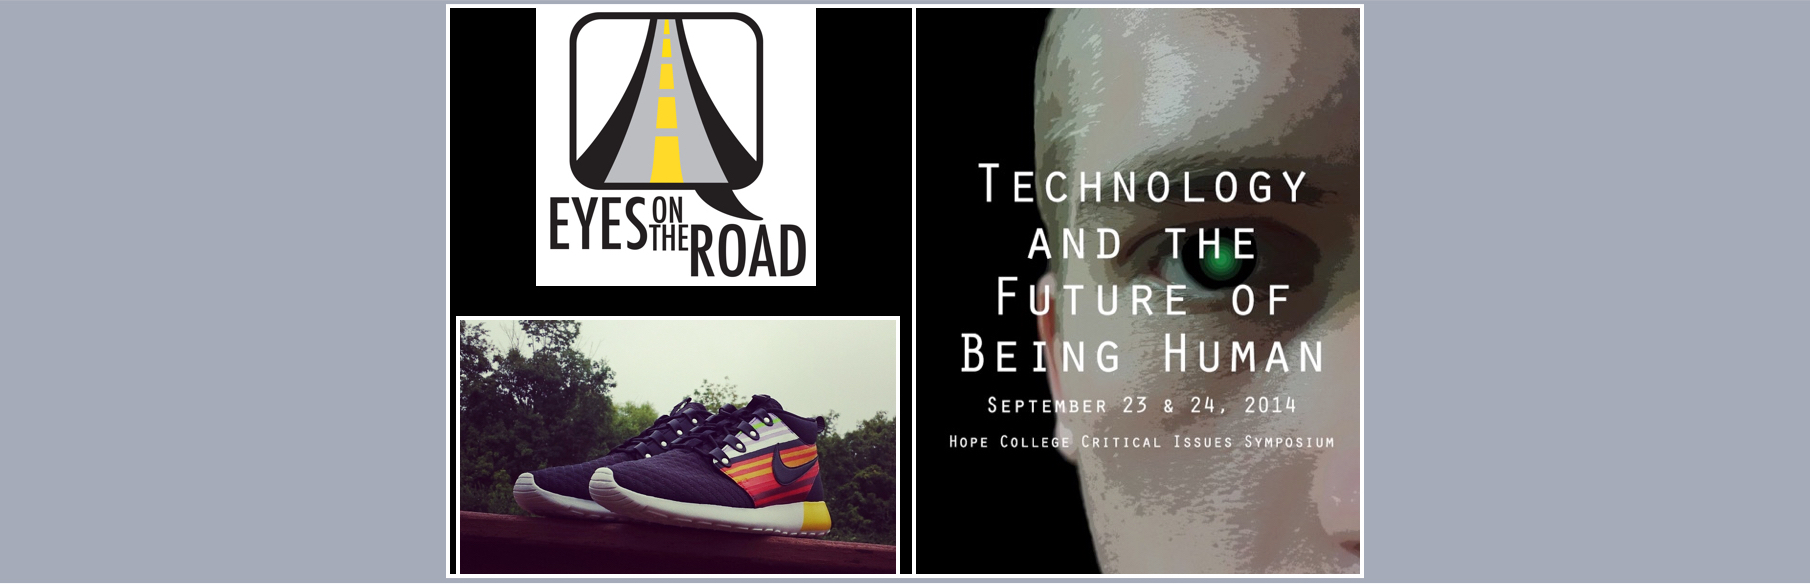 EYES ON THE ROAD
TECHNOLOGY
AND THE
FUTURE OF
BEING HUMAN
SEPTEMBER 23 & 24, 2014
HOPE COLLEGE CRITICAL ISSUES SYMPOSIUM